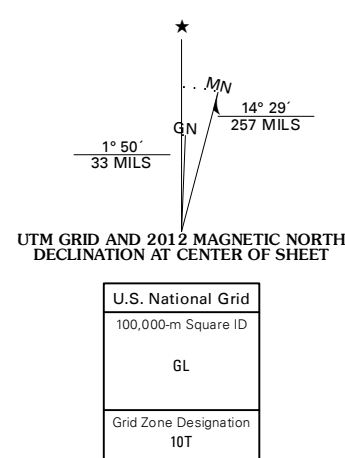 ★
MN
14° 29´
257 MILS
GN
1° 50´
33 MILS
UTM GRID AND 2012 MAGNETIC NORTH
DECLINATION AT CENTER OF SHEET
U.S. National Grid
100,000-m Square ID
GL
Grid Zone Designation
10T